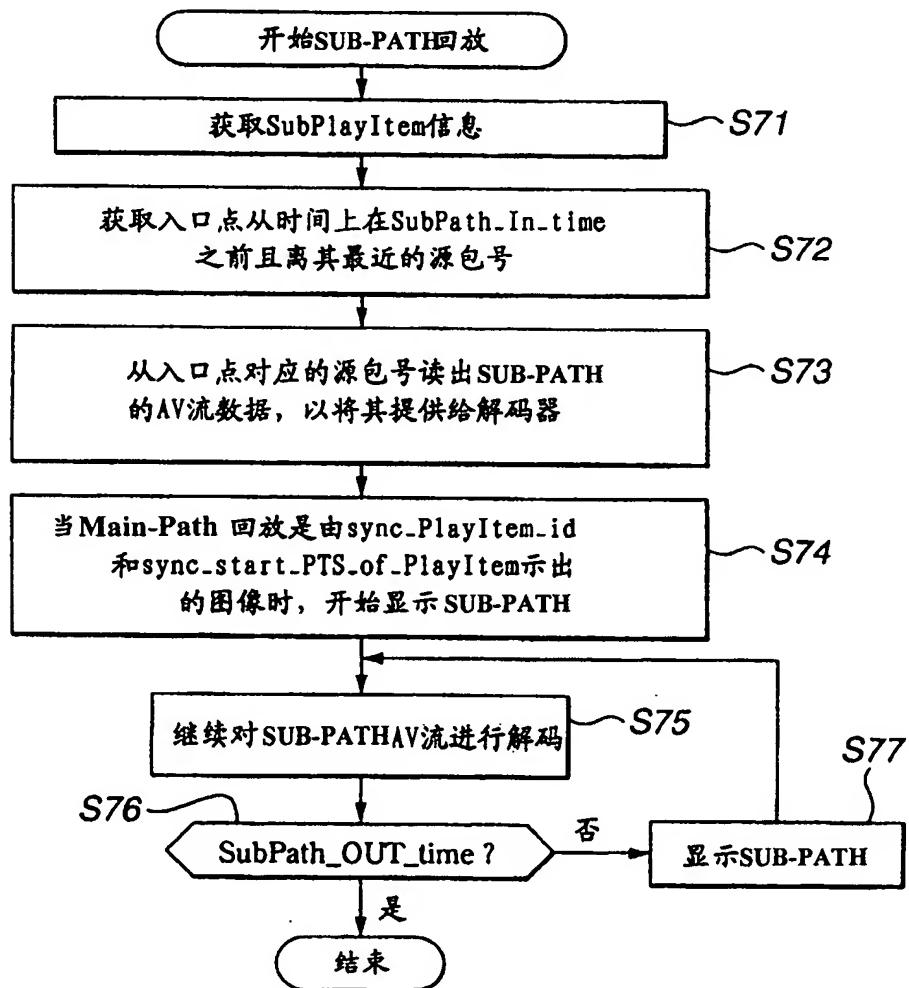 开始SUB-PATH回放
获取SubPlayItem信息
S71
获取入口点从时间上在SubPath_In_time
之前且离其最近的源包号
S72
从入口点对应的源包号读出SUB-PATH
的AV流数据，以将其提供给解码器
S73
当Main-Path 回放是由sync_PlayItem_id
和sync_start_PTS_of_PlayItem示出
的图像时，开始显示SUB-PATH
S74
继续对SUB-PATHAV流进行解码
S75
S76
SubPath_OUT_time？
否
S77
显示SUB-PATH
是
结束